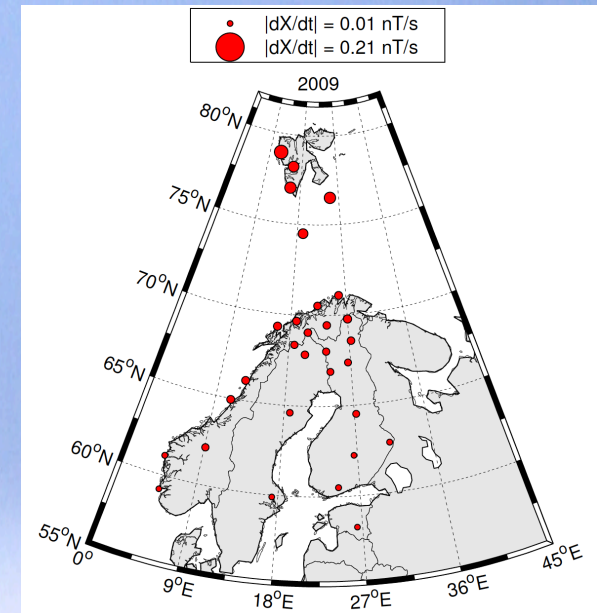 |dX/dt| = 0.01 nT/s
|dX/dt| = 0.21 nT/s
2009
80°N
75°N
70°N
65°N
60°N
55°N
0°
9°E
18°E
27°E
36°E
45°E